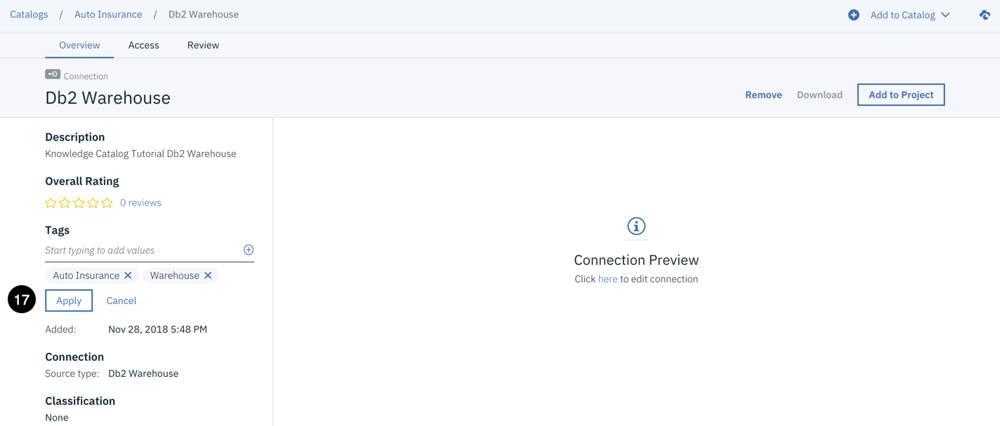 Catalogs / Auto Insurance / Db2 Warehouse
Add to Catalog
Overview Access Review
Connection
Db2 Warehouse
Remove Download Add to Project
Description
Knowledge Catalog Tutorial Db2 Warehouse
Overall Rating
0 reviews
Tags
Start typing to add values
Auto Insurance Warehouse
17 Apply Cancel
Added: Nov 28, 2018 5:48 PM
Connection
Source type: Db2 Warehouse
Classification
None
Connection Preview
Click here to edit connection